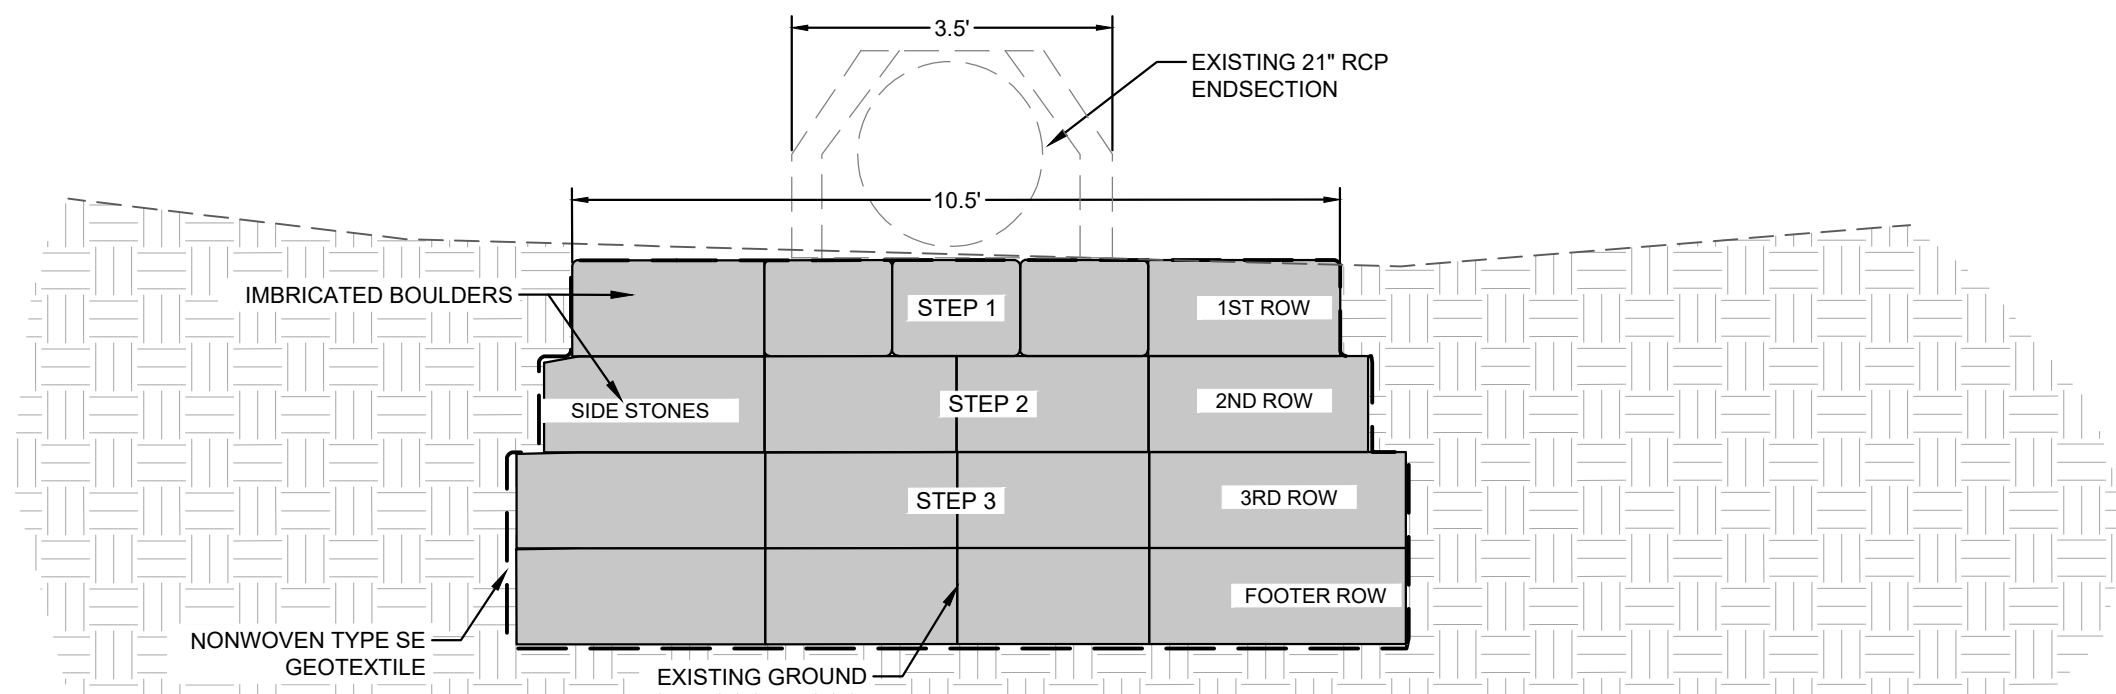 3.5'
EXISTING 21" RCP
ENDSECTION
10.5'
IMBRICATED BOULDERS
STEP 1
1ST ROW
SIDE STONES
STEP 2
2ND ROW
STEP 3
3RD ROW
FOOTER ROW
NONWOVEN TYPE SE
GEOTEXTILE
EXISTING GROUND